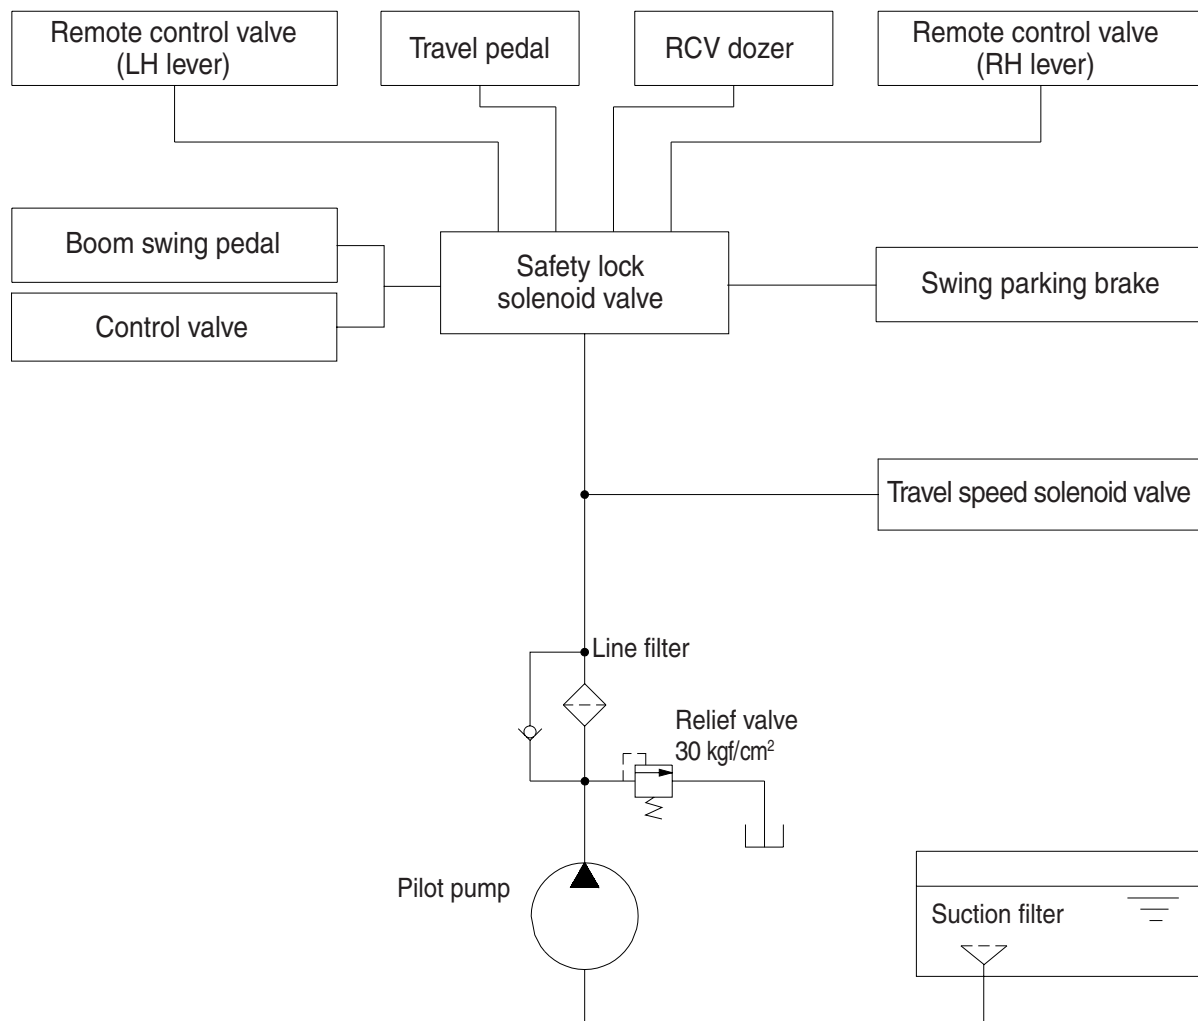 Remote control valve
(LH lever)
Travel pedal
RCV dozer
Remote control valve
(RH lever)
Boom swing pedal
Control valve
Safety lock
solenoid valve
Swing parking brake
Travel speed solenoid valve
Line filter
Relief valve
30 kgf/cm²
Pilot pump
Suction filter